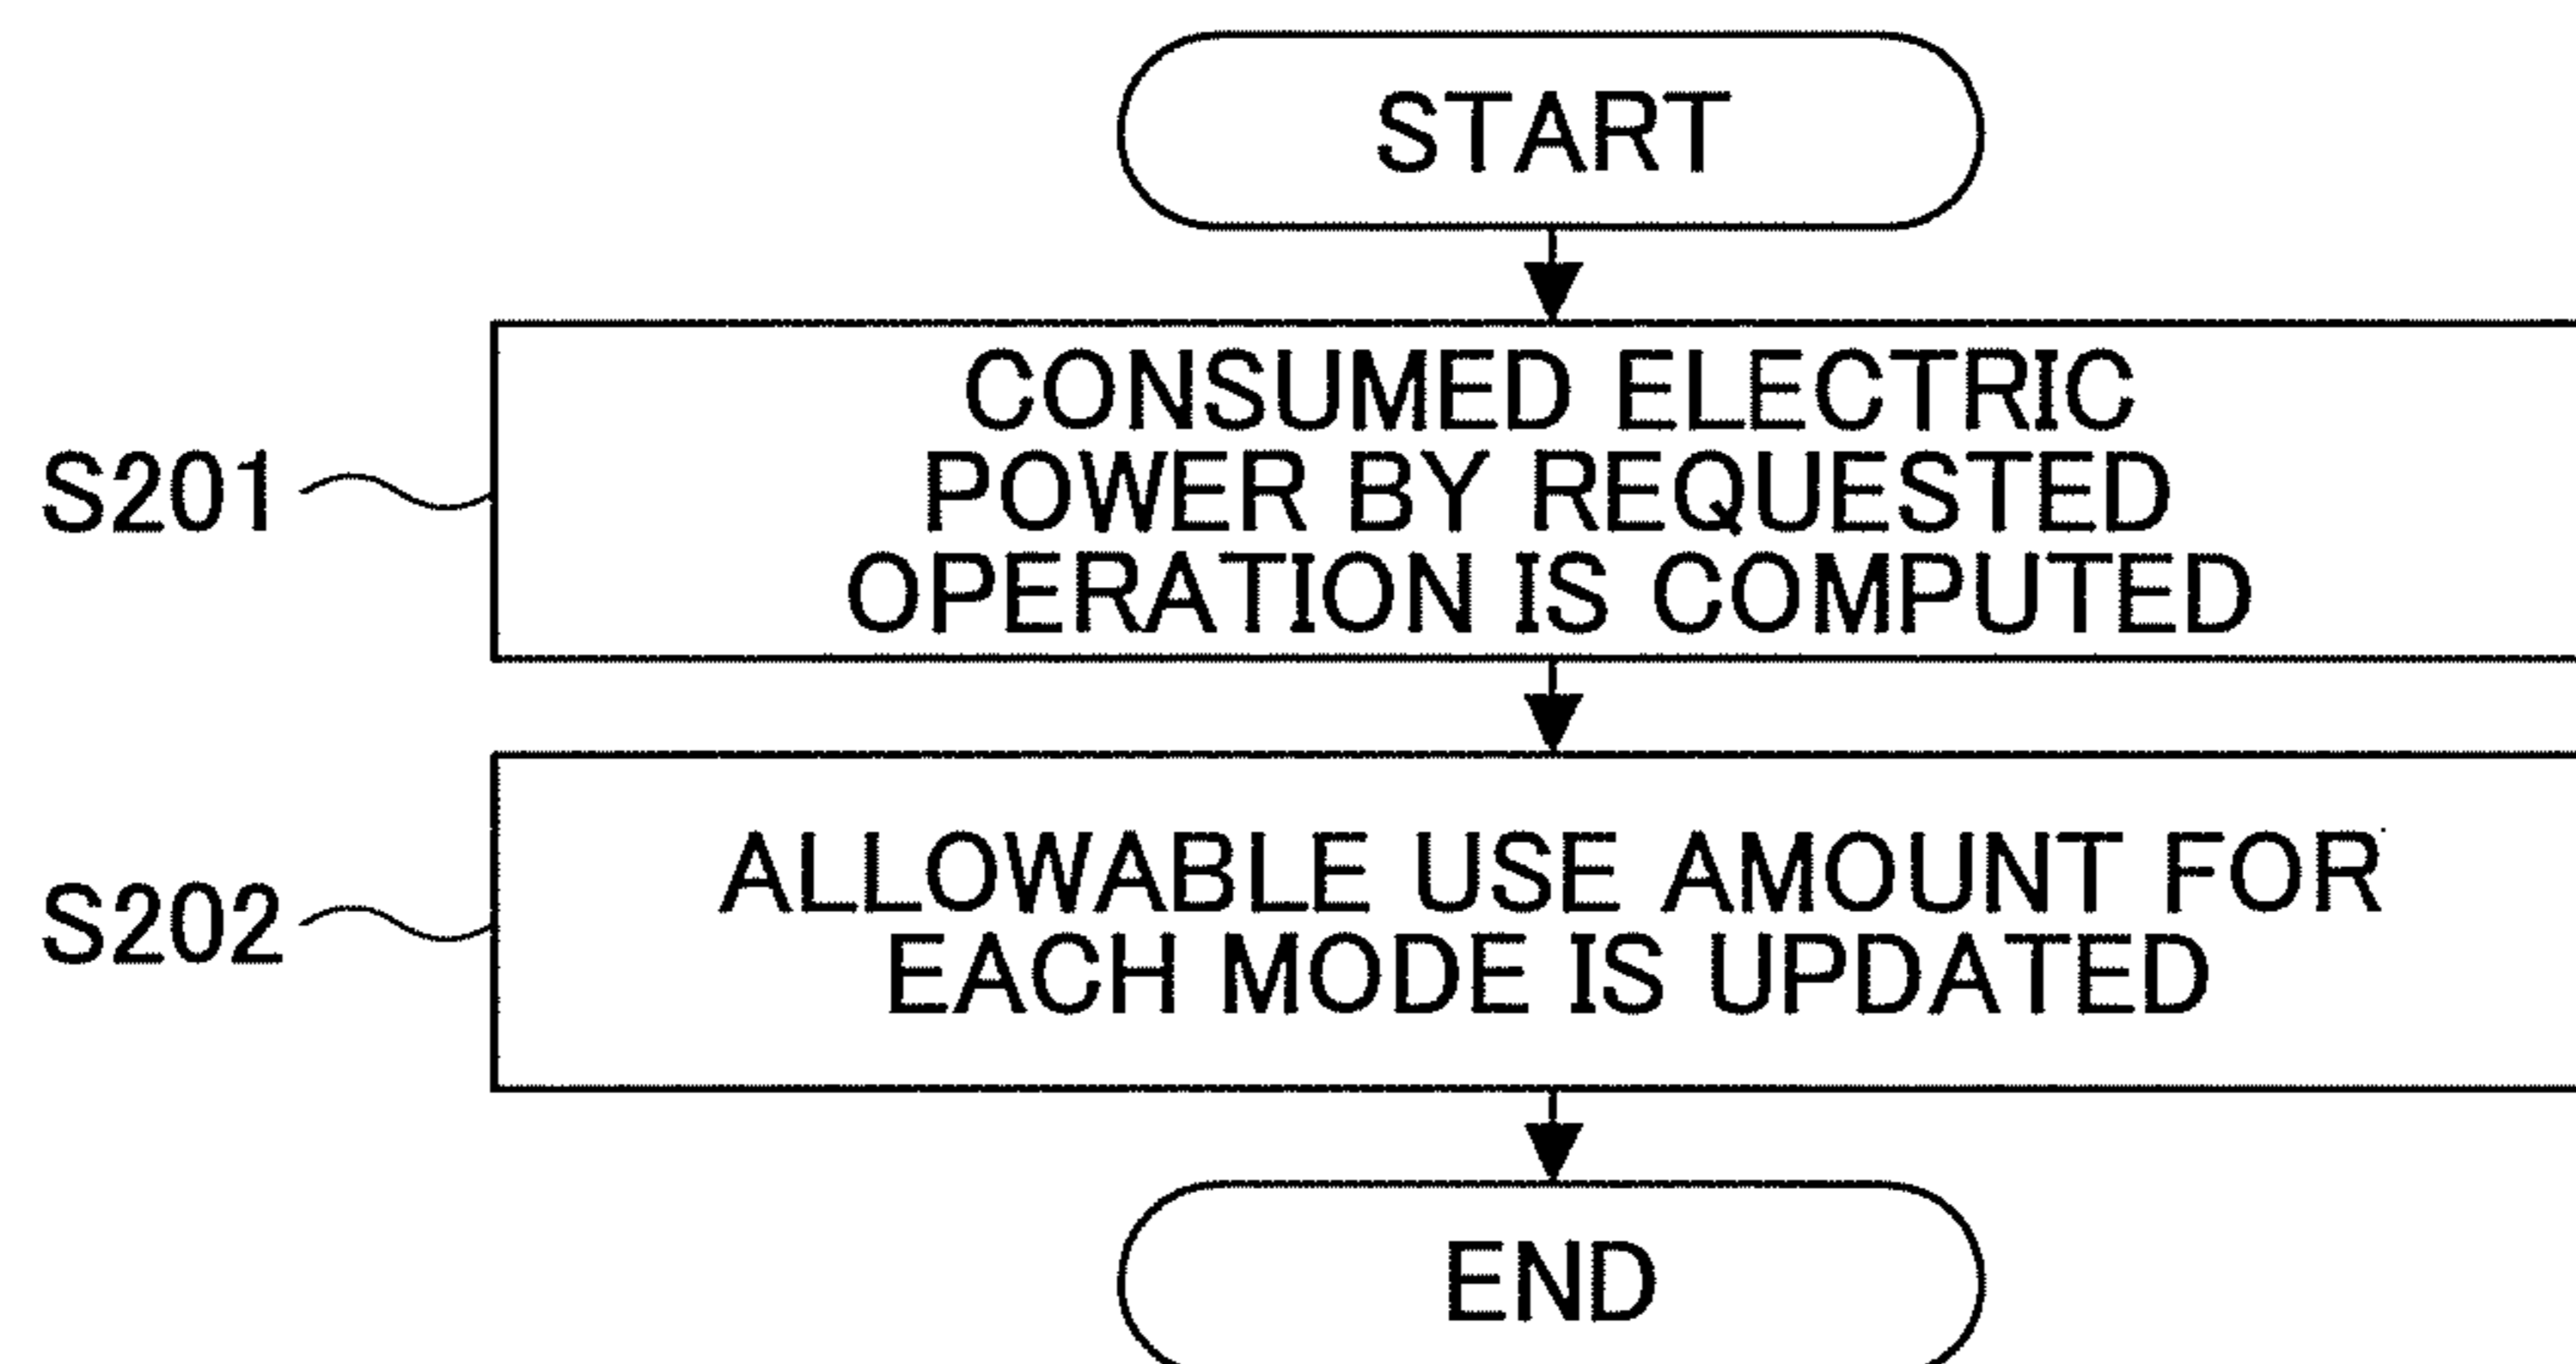 START
S201
CONSUMED ELECTRIC
POWER BY REQUESTED
OPERATION IS COMPUTED
S202
ALLOWABLE USE AMOUNT FOR
EACH MODE IS UPDATED
END